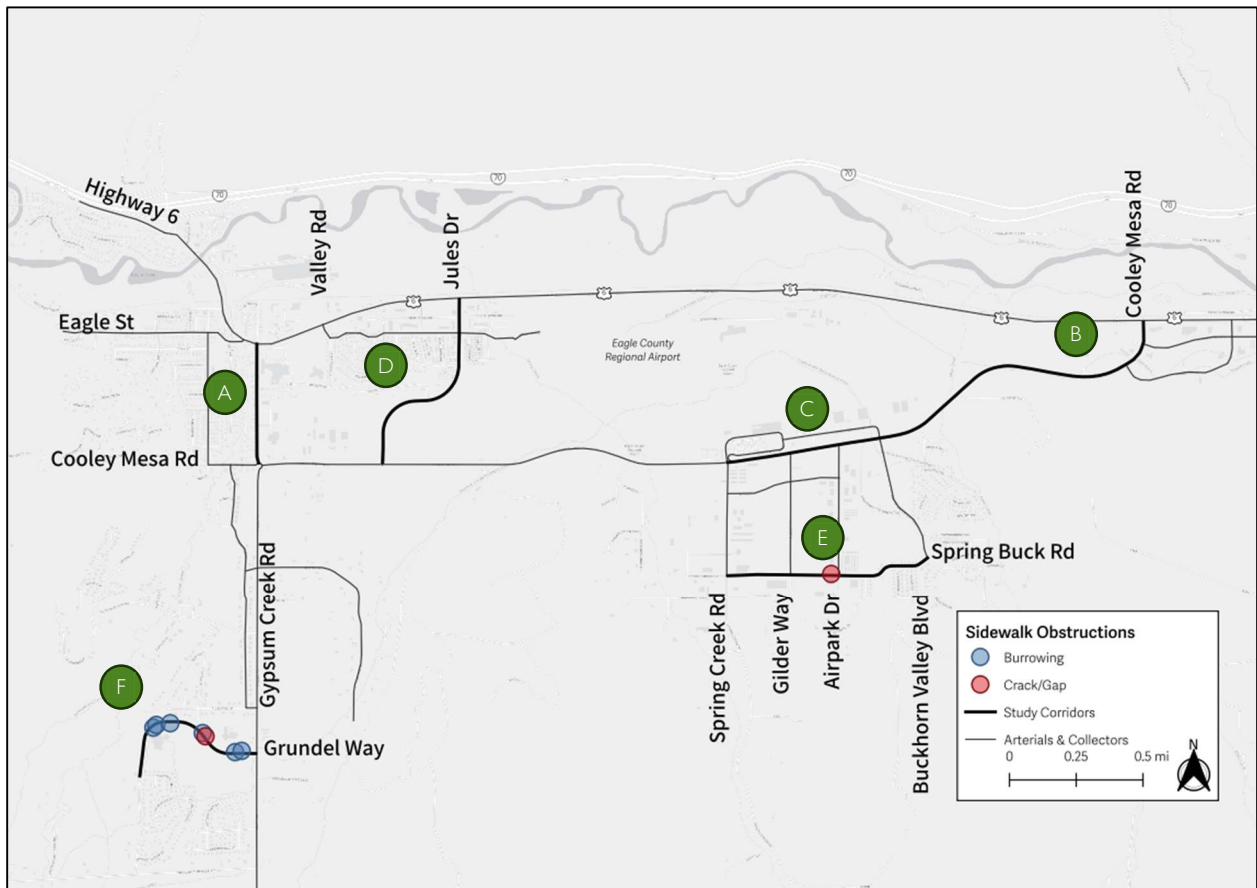 70
70
70
70
Highway 6
Valley Rd
Jules Dr
Cooley Mesa Rd
6
6
6
6
6
Eagle St
Eagle County
Regional Airport
B
D
A
C
Cooley Mesa Rd
E
Spring Buck Rd
Gypsum Creek Rd
Spring Creek Rd
Gilder Way
Airpark Dr
Buckhorn Valley Blvd
F
Grundel Way
Sidewalk Obstructions
Burrowing
Crack/Gap
Study Corridors
Arterials & Collectors
0 0.25 0.5 mi
N